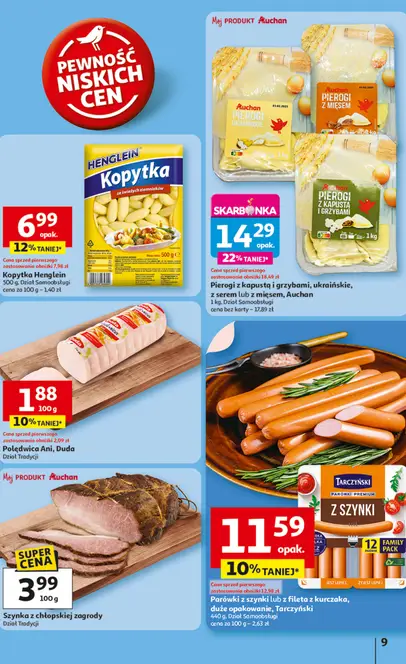 PEWNOŚĆ
NISKICH
CEN
Mój PRODUKT Auchan
Auchan
PIEROGI
Auchan
PIEROGI
Z MIĘSEM
Auchan
PIEROGI
Z KAPUSTĄ
I GRZYBAMI
1 kg
HENGLEIN
Kopytka
500 g
6.99
opak.
12% TANIEJ*
Cena sprzed pierwszego
zastosowania obniżki 7,98 zł
Kopytka Henglein
500 g, Dział Samoobsługi
cena za 100 g – 1,40 zł
SKARBONKA
14.29
opak.
22% TANIEJ*
Cena sprzed pierwszego
zastosowania obniżki 18,48 zł
Pierogi z kapustą i grzybami, ukraińskie,
z serem lub z mięsem, Auchan
1 kg, Dział Samoobsługi
cena bez karty – 17,89 zł
1.88
100 g
10% TANIEJ*
Cena sprzed pierwszego
zastosowania obniżki 2,09 zł
Polędwica Ani, Duda
Dział Tradycji
Mój PRODUKT Auchan
SUPER
CENA
3.99
100 g
Szynka z chłopskiej zagrody
Dział Tradycji
TARCZYŃSKI
PARÓWKI PREMIUM
Z SZYNKI
12
FAMILY
PACK
11.59
opak.
10% TANIEJ*
Cena sprzed pierwszego
zastosowania obniżki 12,98 zł
Parówki z szynki lub z fileta z kurczaka,
duże opakowanie, Tarczyński
440 g, Dział Samoobsługi
cena za 100 g – 2,63 zł
9